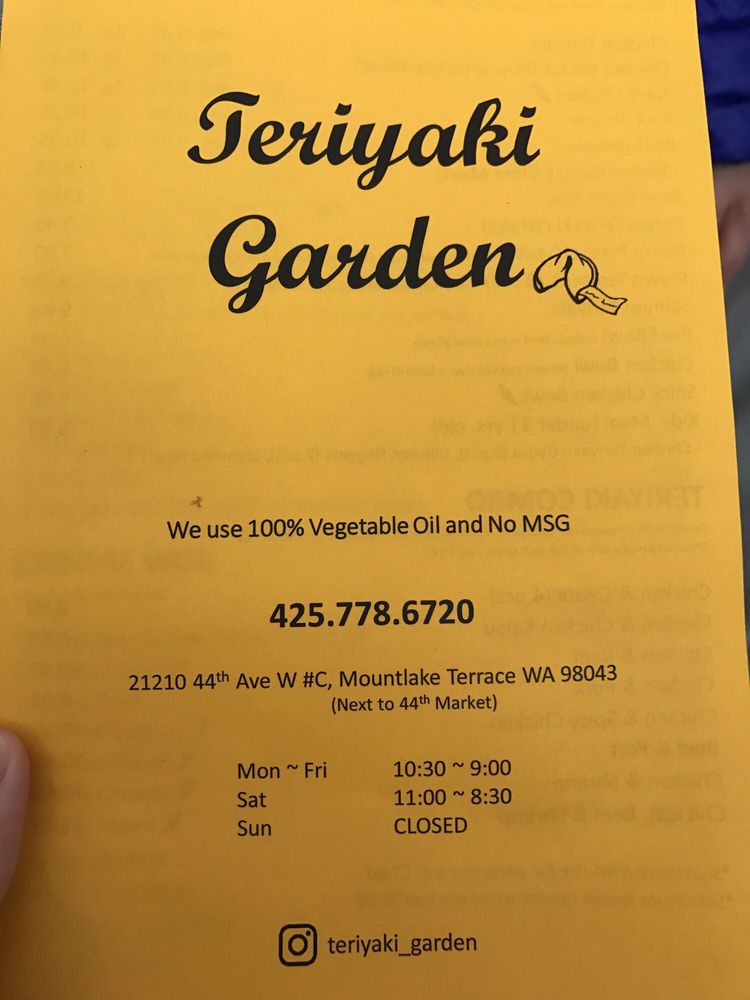 Teriyaki
Garden
We use 100% Vegetable Oil and No MSG
425.778.6720
21210 44th Ave W #C, Mountlake Terrace WA 98043
(Next to 44th Market)
Mon ~ Fri 10:30 ~ 9:00
Sat 11:00 ~ 8:30
Sun CLOSED
teriyaki_garden